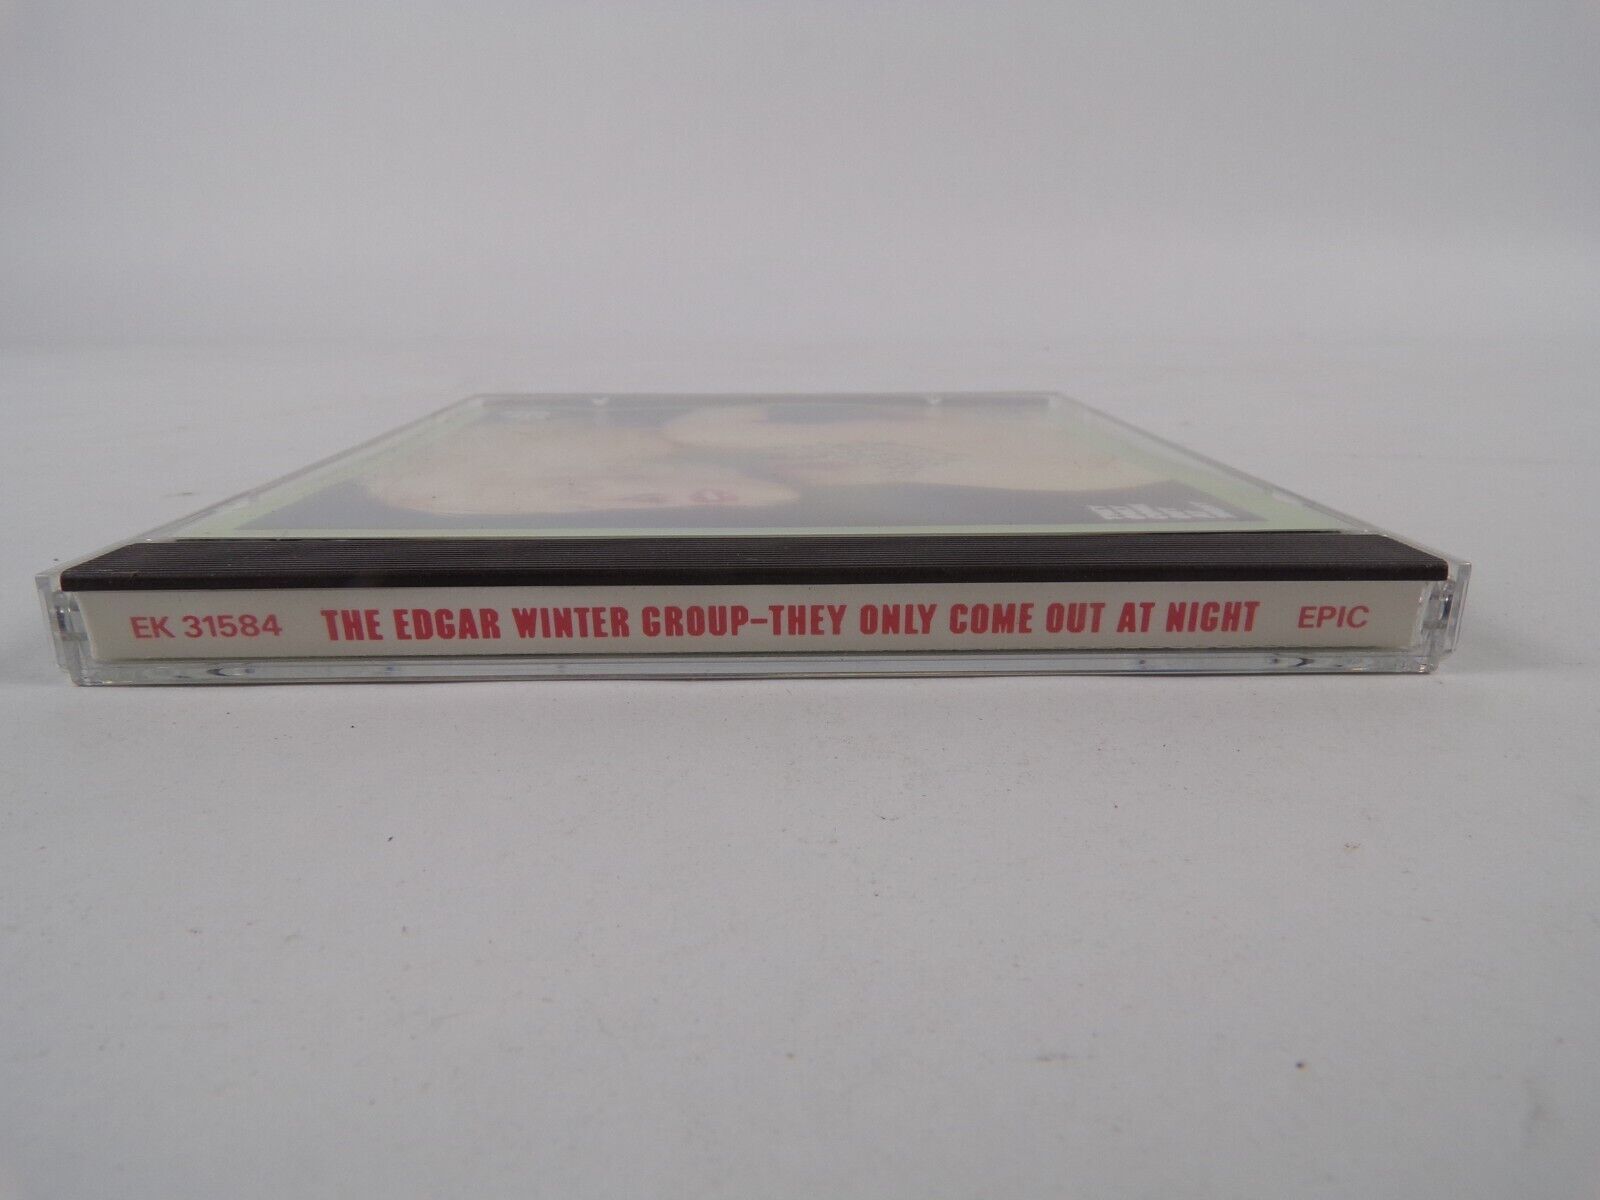 EK 31584 THE EDGAR WINTER GROUP-THEY ONLY COME OUT AT NIGHT EPIC